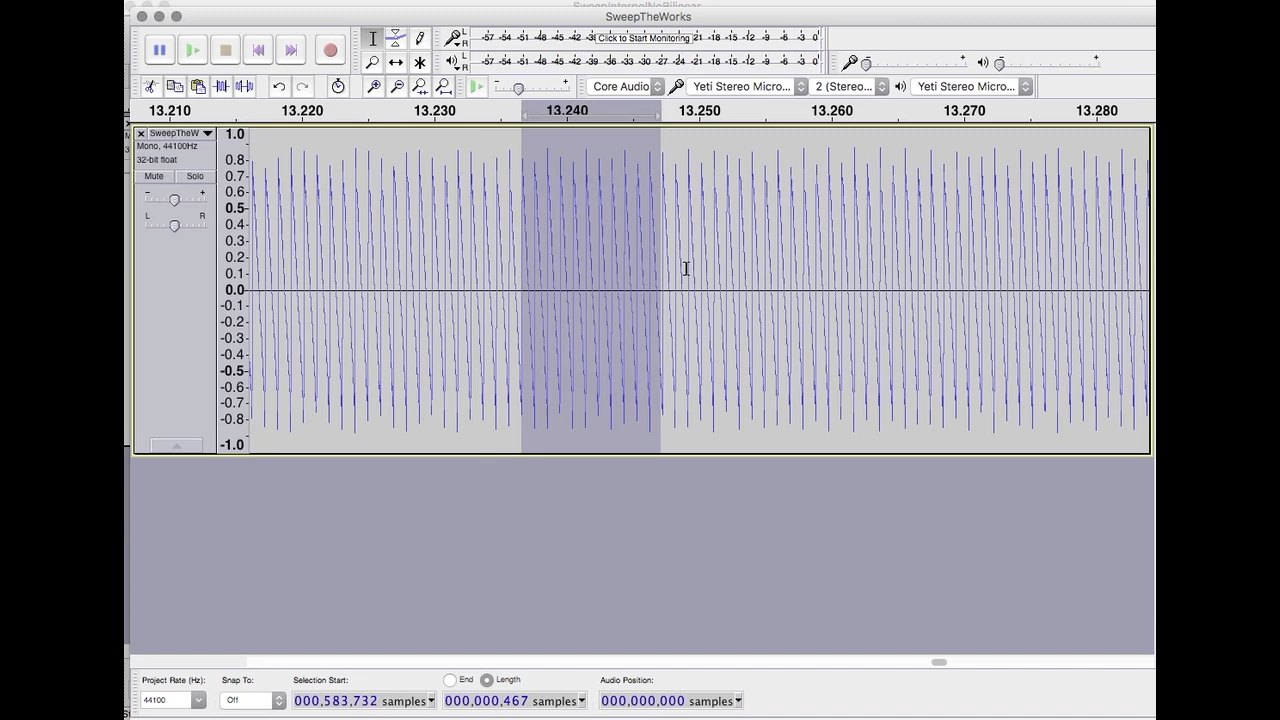 SweepInternalNoBilinear
SweepTheWorks
L R -57 -54 -51 -48 -45 -42 -39 Click to Start Monitoring -21 -18 -15 -12 -9 -6 -3 0
L R -57 -54 -51 -48 -45 -42 -39 -36 -33 -30 -27 -24 -21 -18 -15 -12 -9 -6 -3 0
- + - +
- + Core Audio Yeti Stereo Micro... 2 (Stereo... Yeti Stereo Micro...
13.210 13.220 13.230 13.240 13.250 13.260 13.270 13.280
SweepTheW
Mono, 44100Hz
32-bit float
Mute Solo
- +
L R
1.0
0.8
0.7
0.6
0.5
0.4
0.3
0.2
0.1
0.0
-0.1
-0.2
-0.3
-0.4
-0.5
-0.6
-0.7
-0.8
-1.0
Project Rate (Hz): Snap To: Selection Start: End Length Audio Position:
44100 Off 000,583,732 samples 000,000,467 samples 000,000,000 samples